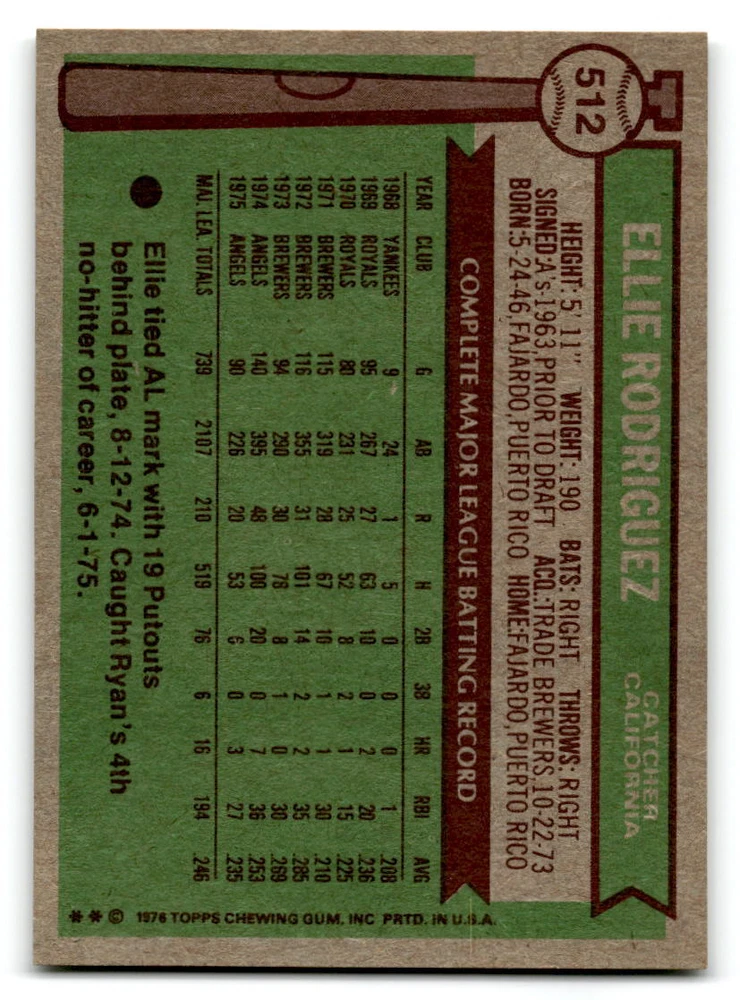 512
ELLIE RODRIGUEZ
CATCHER
CALIFORNIA
HEIGHT: 5' 11" WEIGHT: 190 BATS: RIGHT THROWS: RIGHT
SIGNED: A's-1963, PRIOR TO DRAFT ACQ.: TRADE BREWERS, 10-22-73
BORN: 5-24-46, FAJARDO, PUERTO RICO HOME: FAJARDO, PUERTO RICO
COMPLETE MAJOR LEAGUE BATTING RECORD
YEAR CLUB G AB R H 2B 3B HR RBI AVG
1968 YANKEES 9 24 1 5 0 0 0 1 .208
1969 ROYALS 95 267 27 63 10 0 2 20 .236
1970 ROYALS 80 231 25 52 8 2 1 15 .225
1971 BREWERS 115 319 28 67 10 1 1 30 .210
1972 BREWERS 116 355 31 101 14 2 2 35 .285
1973 BREWERS 94 290 30 78 8 1 0 30 .269
1974 ANGELS 140 395 48 100 20 0 7 36 .253
1975 ANGELS 90 226 20 53 6 0 3 27 .235
MAJ. LEA. TOTALS 739 2107 210 519 76 6 16 194 .246
Ellie tied AL mark with 19 Putouts
behind plate, 8-12-74. Caught Ryan's 4th
no-hitter of career, 6-1-75.
** © 1976 TOPPS CHEWING GUM, INC PRTD. IN U.S.A.